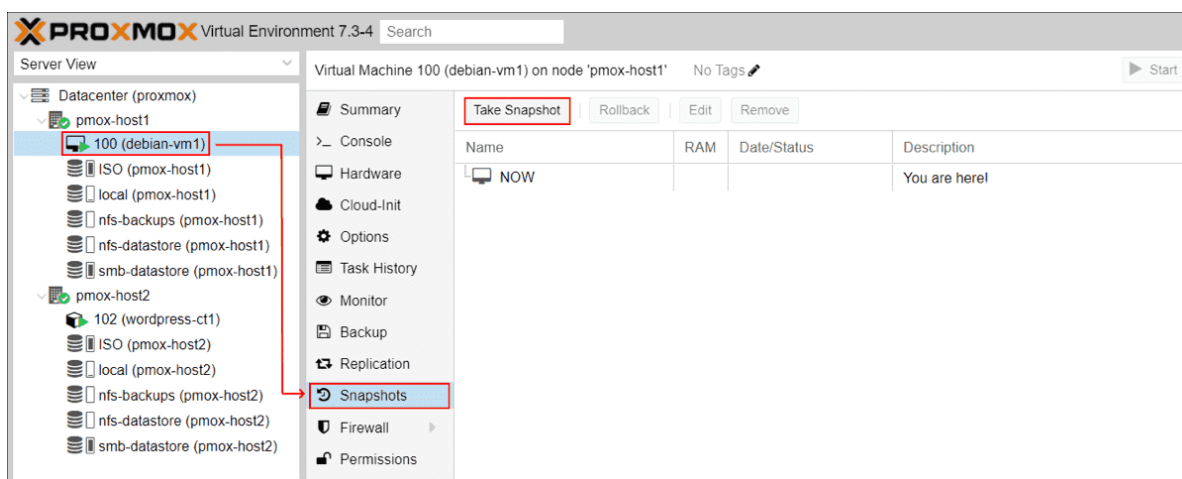 PROXMOX Virtual Environment 7.3-4 Search
Server View
Datacenter (proxmox)
pmox-host1
100 (debian-vm1)
ISO (pmox-host1)
local (pmox-host1)
nfs-backups (pmox-host1)
nfs-datastore (pmox-host1)
smb-datastore (pmox-host1)
pmox-host2
102 (wordpress-ct1)
ISO (pmox-host2)
local (pmox-host2)
nfs-backups (pmox-host2)
nfs-datastore (pmox-host2)
smb-datastore (pmox-host2)
Virtual Machine 100 (debian-vm1) on node 'pmox-host1' No Tags Start
Summary
Console
Hardware
Cloud-Init
Options
Task History
Monitor
Backup
Replication
Snapshots
Firewall
Permissions
Take Snapshot Rollback Edit Remove
Name RAM Date/Status Description
NOW You are here!